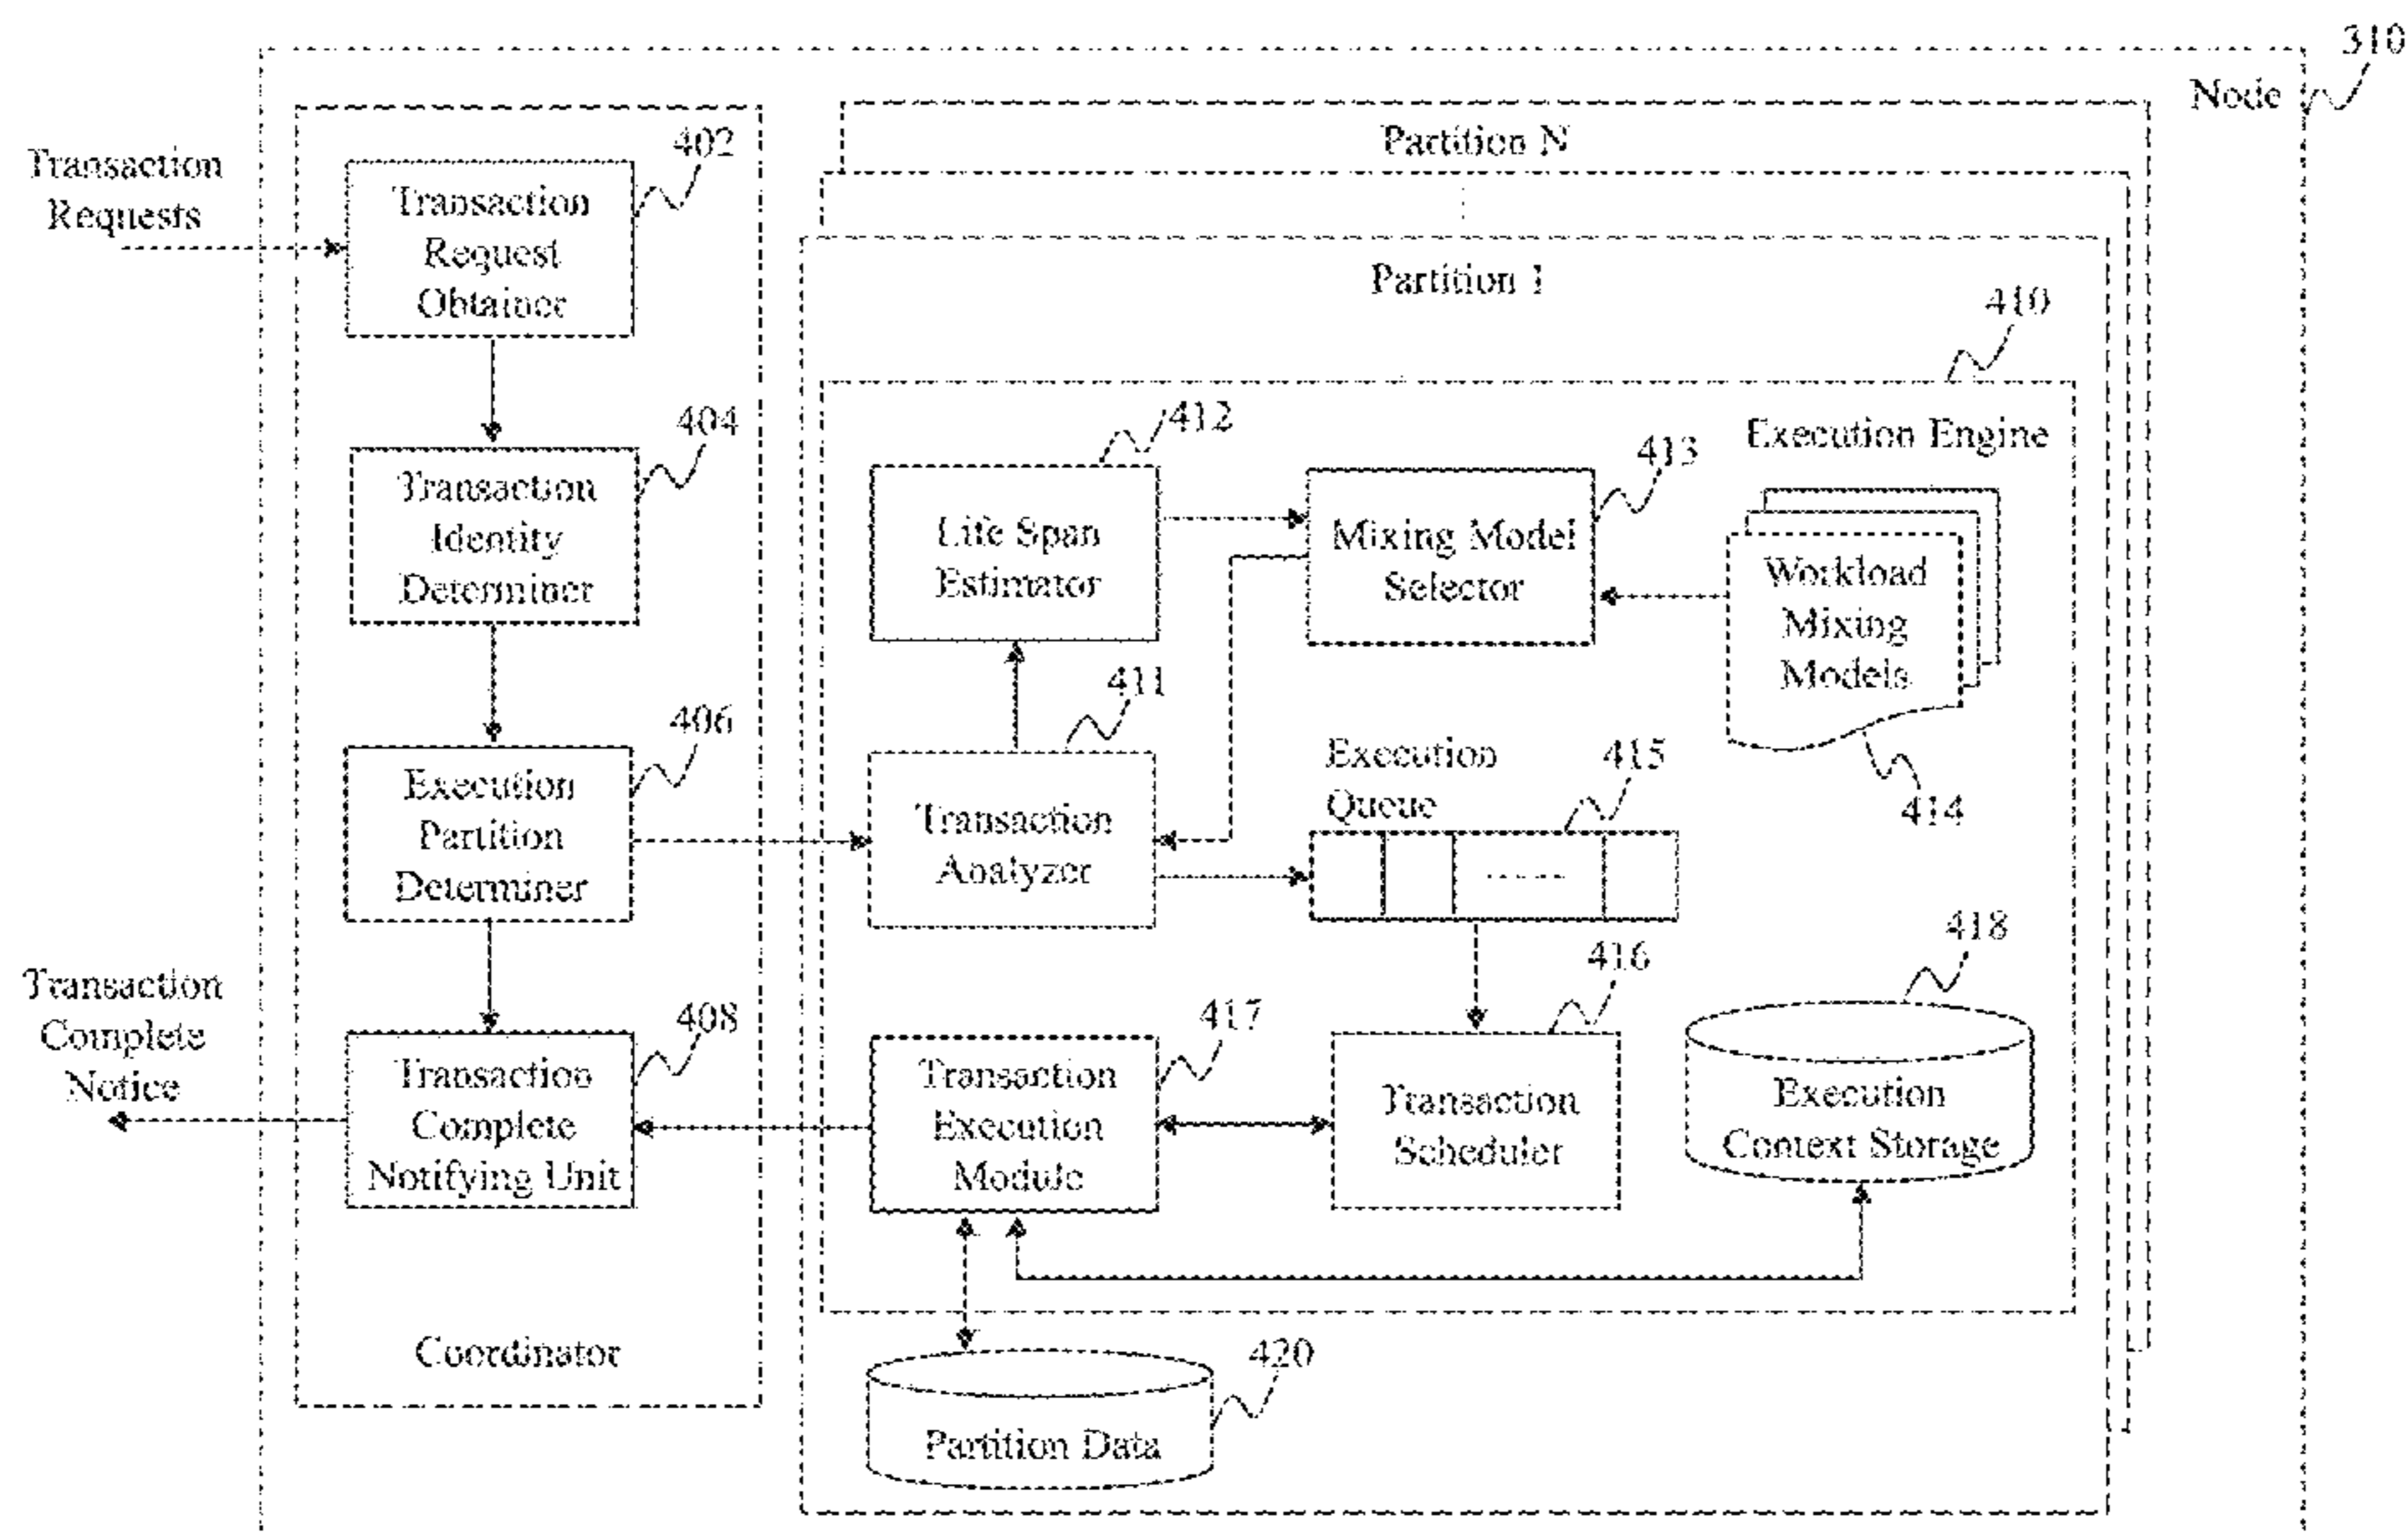 310
Node
Partition N
Partition 1
Transaction
Requests
402
Transaction
Request
Obtainer
404
Transaction
Identity
Determiner
406
Execution
Partition
Determiner
Transaction
Complete
Notice
408
Transaction
Complete
Notifying Unit
Coordinator
410
Execution Engine
412
Life Span
Estimator
413
Mixing Model
Selector
Workload
Mixing
Models
414
411
Transaction
Analyzer
Execution
Queue
415
416
Transaction
Scheduler
417
Transaction
Execution
Module
418
Execution
Context Storage
420
Partition Data